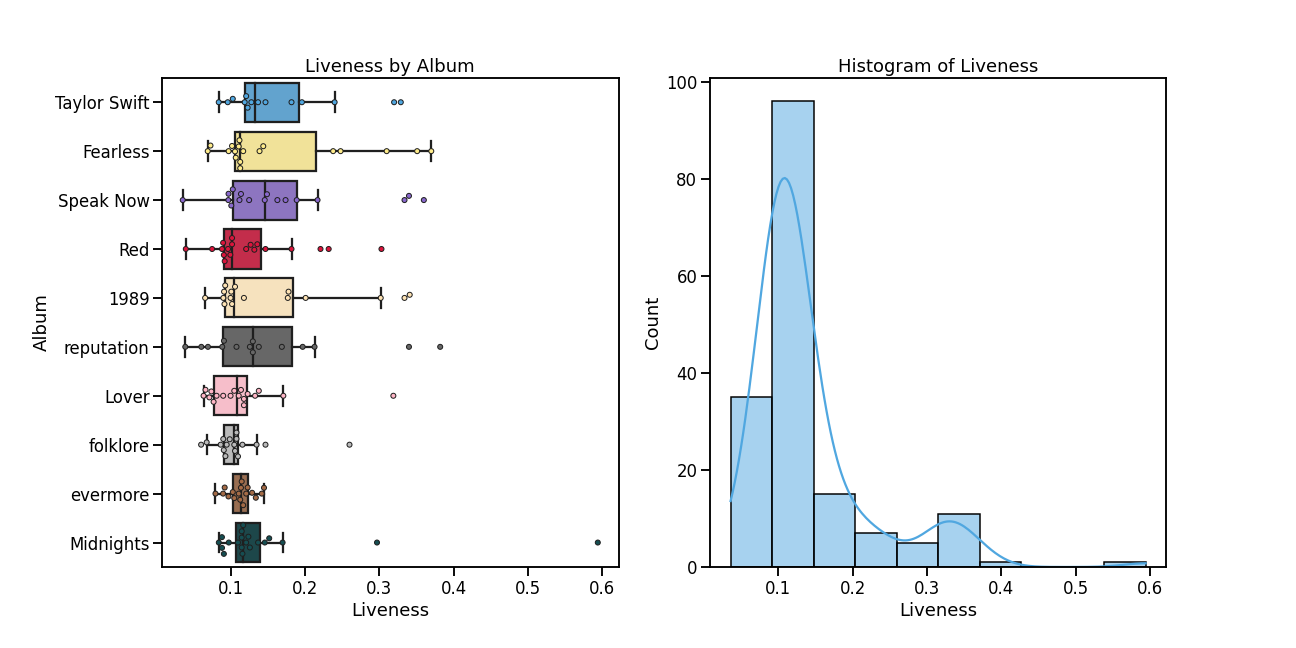 Liveness by Album
Album
Taylor Swift
Fearless
Speak Now
Red
1989
reputation
Lover
folklore
evermore
Midnights
0.1 0.2 0.3 0.4 0.5 0.6
Liveness
Histogram of Liveness
Count
100
80
60
40
20
0
0.1 0.2 0.3 0.4 0.5 0.6
Liveness